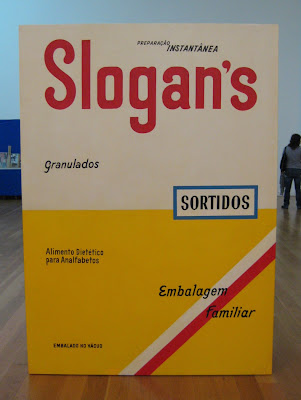 PREPARAÇÃO INSTANTÂNEA
Slogan's
Granulados
SORTIDOS
Alimento Dietético
para Analfabetos
Embalagem
Familiar
EMBALADO NO VÁCUO